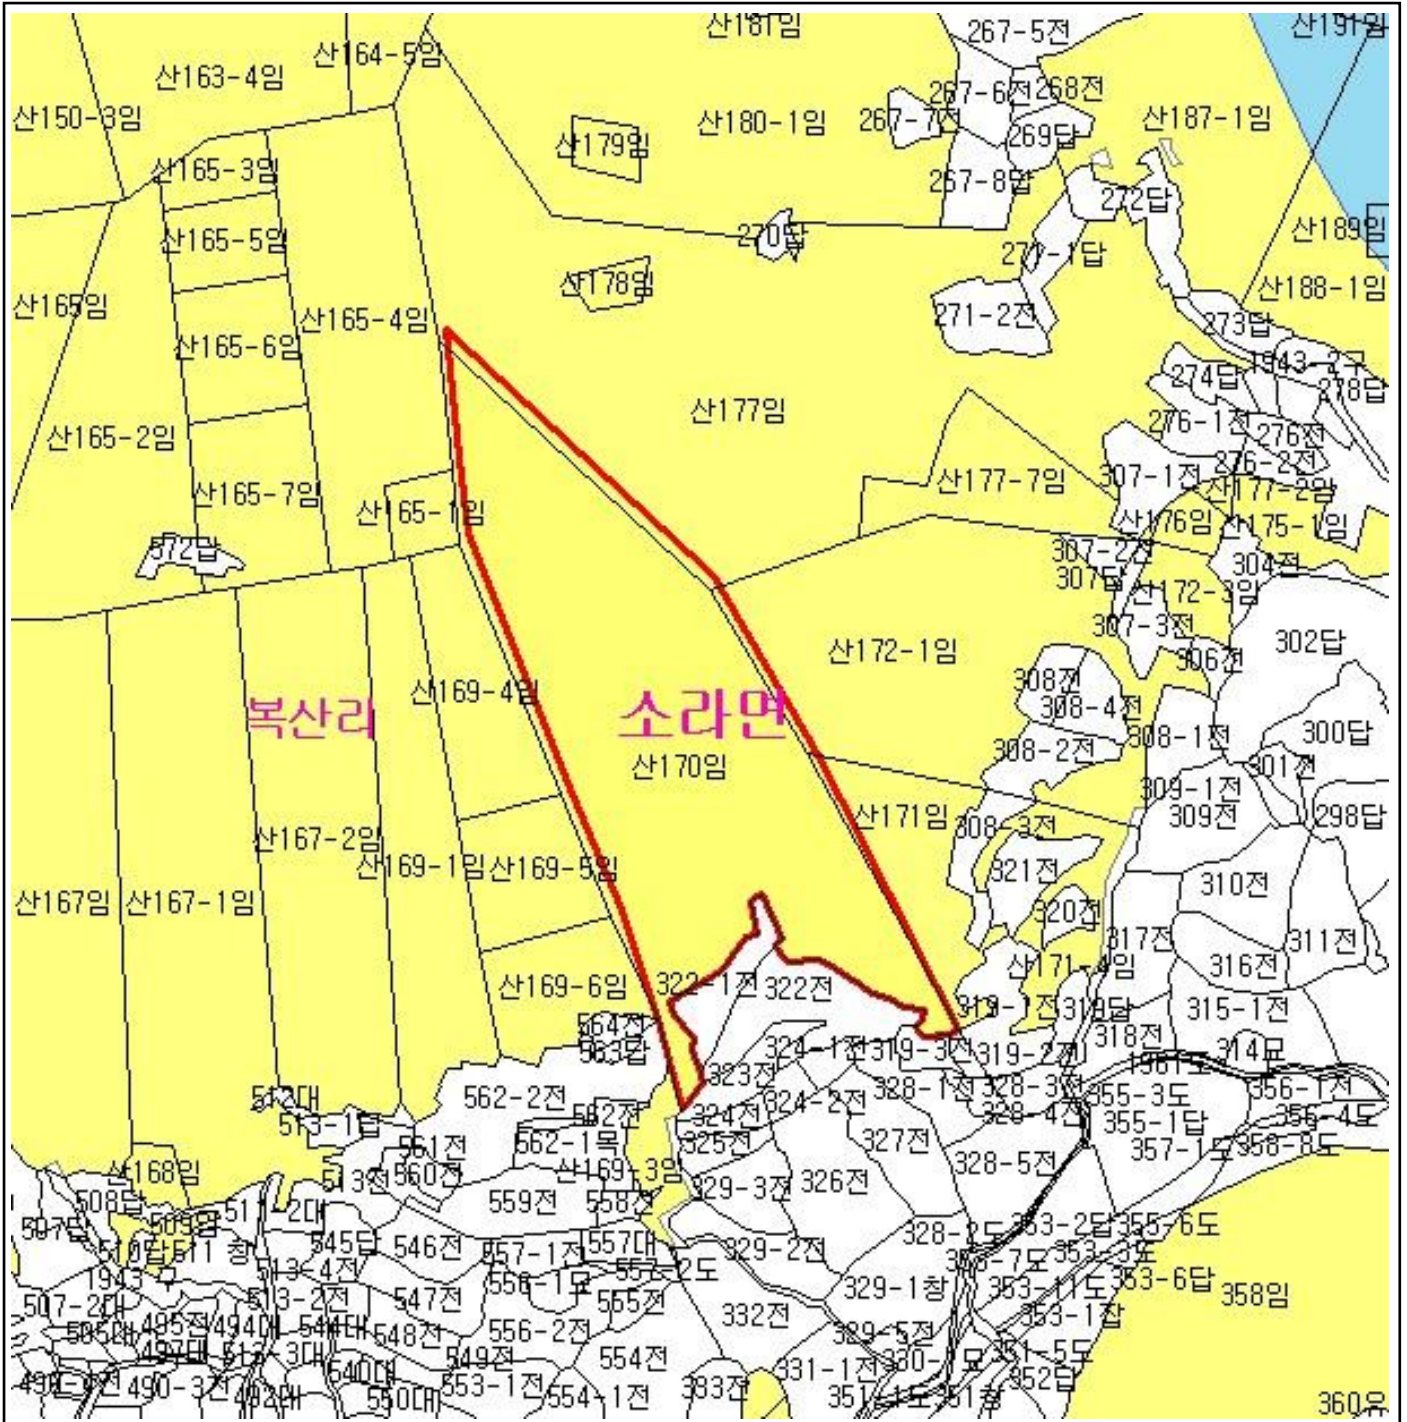 산181임
267-5전
산191임
산164-5임
산163-4임
267-6전
268전
산150-3임
산180-1임
267-7전
산187-1임
269답
산179임
산165-3임
267-8답
272답
산165-5임
270답
271-1답
산189임
산178임
산188-1임
산165임
산165-4임
271-2전
273답
산165-6임
1943-2구
274답
278답
산177임
276-1전
276전
산165-2임
276-2전
307-1전
산177-7임
산177-2임
산165-7임
산165-1임
산176임
산175-1임
572답
307-2전
304전
307답
산172-3임
307-3전
302답
산172-1임
306전
308전
산169-4임
308-4전
복산리
소라면
308-1전
300답
308-2전
산170임
301전
309-1전
산171임
309전
298답
308-3전
산167-2임
산169-1임
산169-5임
321전
310전
산167임
산167-1임
320전
317전
311전
산171-4임
316전
322-1전
322전
산169-6임
319-1전
319답
315-1전
564전
318전
563답
324-1전
319-3전
319-2전
314묘
323전
328-1전
328-3전
355-3도
356-1전
512대
562-2전
324-2전
562전
324전
328-4전
355-1답
356-4도
513-1답
561전
562-1목
325전
327전
357-1도
358-8도
산168임
513전
560전
산169-3임
328-5전
329-3전
326전
508답
559전
558전
509임
507답
328-2도
353-2답
355-6도
510답
511 창
545답
546전
557-1전
557대
329-2전
353-3도
513-4전
557-2도
353-6답
329-1창
353-11도
358임
507-2대
513-2전
547전
555전
332전
353-1잡
505대
495전
494대
544대
548전
556-2전
329-5전
513-3대
549전
554전
331-1전
351-5도
540대
352답
490-3전
492대
550대
553-1전
554-1전
333전
351-1도
351창
360유